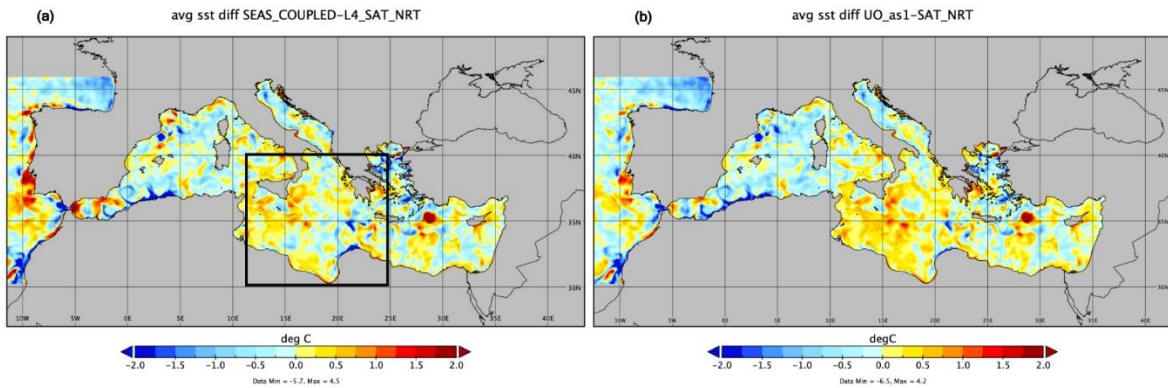 (a)
avg sst diff SEAS_COUPLED-L4_SAT_NRT
45N
40N
35N
30N
10W 5W 0E 5E 10E 15E 20E 25E 30E 35E 40E
deg C
-2.0 -1.5 -1.0 -0.5 0.0 0.5 1.0 1.5 2.0
Data Min = -5.7, Max = 4.5
(b)
avg sst diff UO_as1-SAT_NRT
45N
40N
35N
30N
10W 5W 0E 5E 10E 15E 20E 25E 30E 35E 40E
degC
-2.0 -1.5 -1.0 -0.5 0.0 0.5 1.0 1.5 2.0
Data Min = -6.5, Max = 4.2